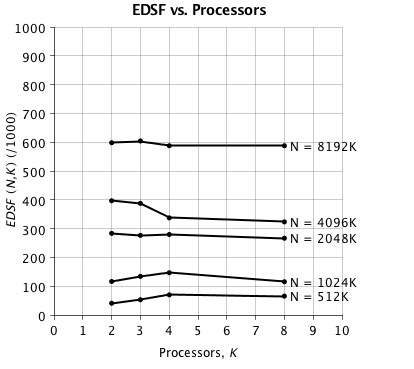 EDSF vs. Processors
1000
900
800
700
600
500
400
300
200
100
0
EDSF (N,K) (/1000)
N = 8192K
N = 4096K
N = 2048K
N = 1024K
N = 512K
0 1 2 3 4 5 6 7 8 9 10
Processors, K